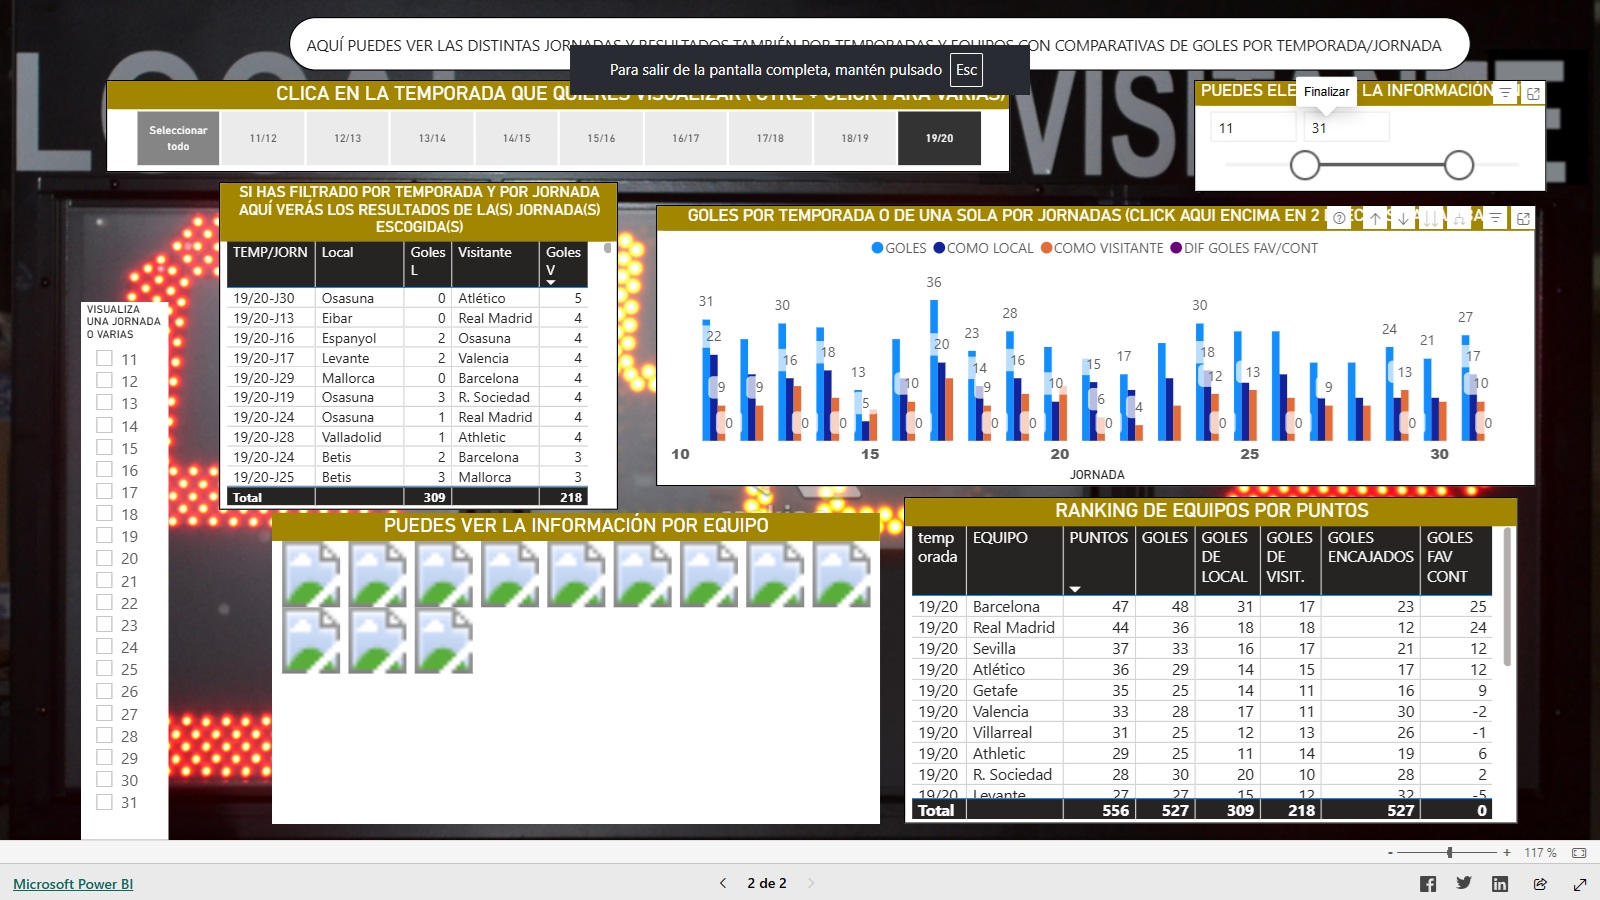 AQUÍ PUEDES VER LAS DISTINTAS JORNADAS Y RESULTADOS TAMBIÉN POR TEMPORADAS Y EQUIPOS CON COMPARATIVAS DE GOLES POR TEMPORADA/JORNADA
Para salir de la pantalla completa, mantén pulsado Esc
CLICA EN LA TEMPORADA QUE QUIERES VISUALIZAR ( CTRL + CLICK PARA VARIAS)
Seleccionar todo 11/12 12/13 13/14 14/15 15/16 16/17 17/18 18/19 19/20
PUEDES ELE LA INFORMACIÓN
Finalizar
11 31
SI HAS FILTRADO POR TEMPORADA Y POR JORNADA
AQUÍ VERÁS LOS RESULTADOS DE LA(S) JORNADA(S)
ESCOGIDA(S)
TEMP/JORN Local Goles L Visitante Goles V
19/20-J30 Osasuna 0 Atlético 5
19/20-J13 Eibar 0 Real Madrid 4
19/20-J16 Espanyol 2 Osasuna 4
19/20-J17 Levante 2 Valencia 4
19/20-J29 Mallorca 0 Barcelona 4
19/20-J19 Osasuna 3 R. Sociedad 4
19/20-J24 Osasuna 1 Real Madrid 4
19/20-J28 Valladolid 1 Athletic 4
19/20-J24 Betis 2 Barcelona 3
19/20-J25 Betis 3 Mallorca 3
Total 309 218
VISUALIZA
UNA JORNADA
O VARIAS
11
12
13
14
15
16
17
18
19
20
21
22
23
24
25
26
27
28
29
30
31
GOLES POR TEMPORADA O DE UNA SOLA POR JORNADAS (CLICK AQUI ENCIMA EN 2
GOLES COMO LOCAL COMO VISITANTE DIF GOLES FAV/CONT
31 22 9 0 9 30 16 0 18 0 13 5 10 0 36 20 23 14 9 0 28 16 0 10 15 6 0 17 4 30 18 12 0 13 0 9 24 13 0 21 27 17 10 0
10 15 20 25 30
JORNADA
PUEDES VER LA INFORMACIÓN POR EQUIPO
RANKING DE EQUIPOS POR PUNTOS
temp orada EQUIPO PUNTOS GOLES GOLES DE LOCAL GOLES DE VISIT. GOLES ENCAJADOS GOLES FAV CONT
19/20 Barcelona 47 48 31 17 23 25
19/20 Real Madrid 44 36 18 18 12 24
19/20 Sevilla 37 33 16 17 21 12
19/20 Atlético 36 29 14 15 17 12
19/20 Getafe 35 25 14 11 16 9
19/20 Valencia 33 28 17 11 30 -2
19/20 Villarreal 31 25 12 13 26 -1
19/20 Athletic 29 25 11 14 19 6
19/20 R. Sociedad 28 30 20 10 28 2
19/20 Levante 27 27 15 12 32 -5
Total 556 527 309 218 527 0
- + 117 %
Microsoft Power BI
2 de 2